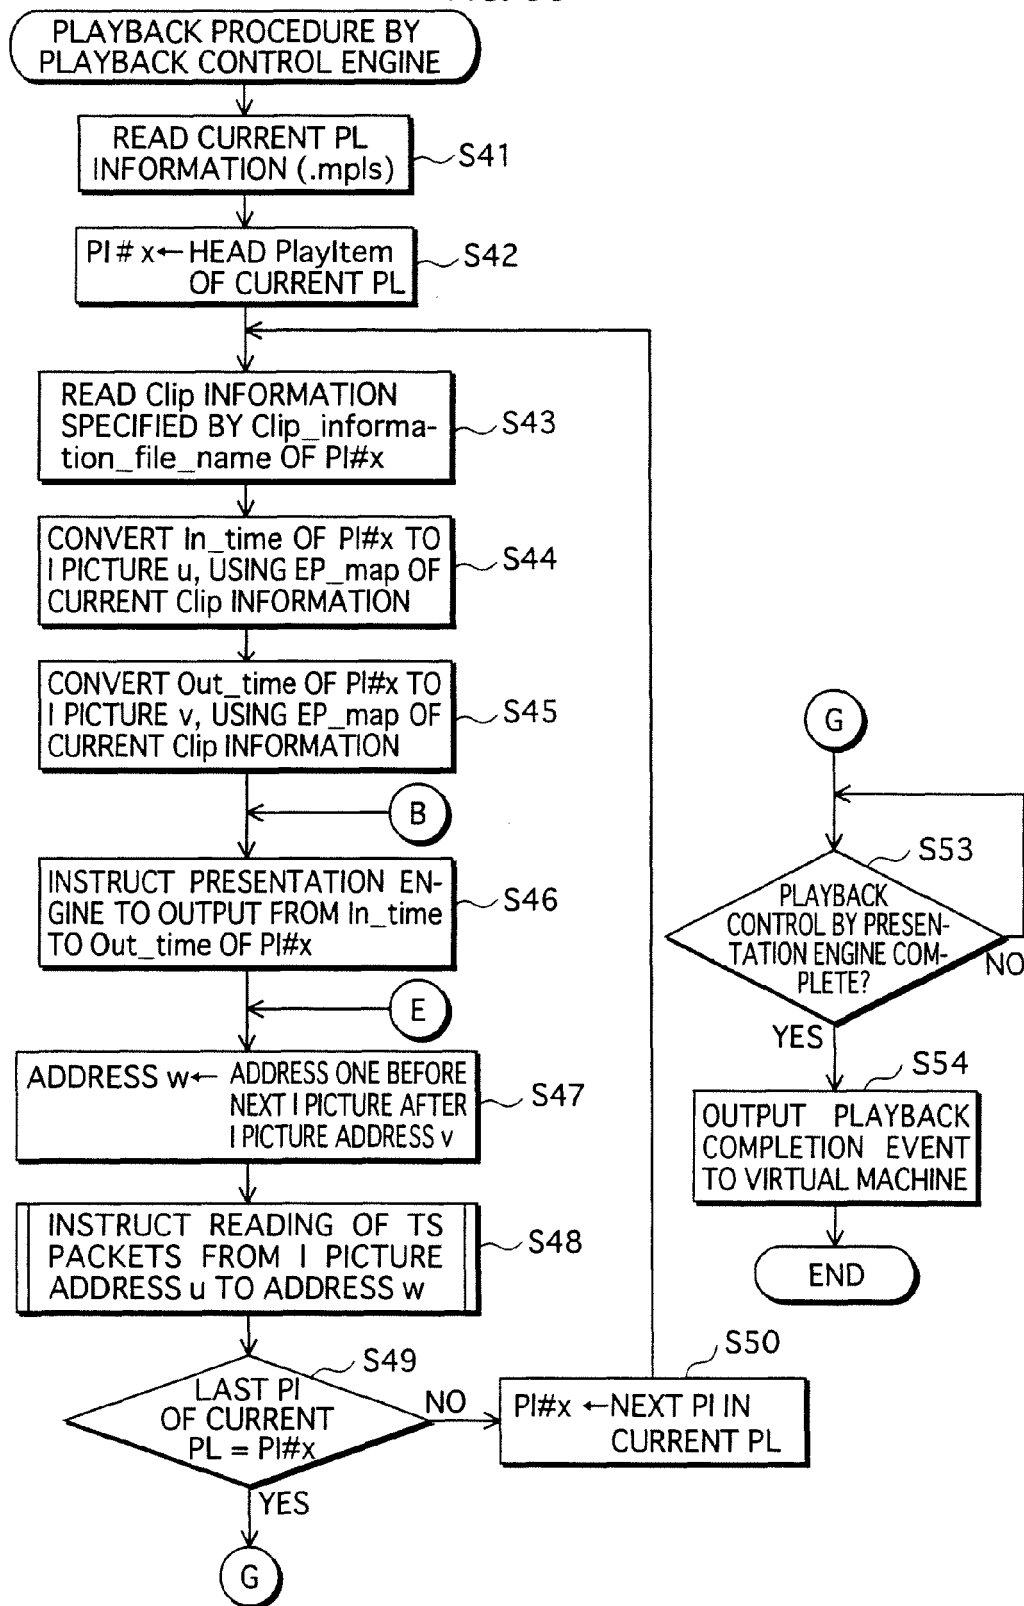 PLAYBACK PROCEDURE BY
PLAYBACK CONTROL ENGINE
READ CURRENT PL
INFORMATION (.mpls)
S41
PI # x← HEAD PlayItem
OF CURRENT PL
S42
READ Clip INFORMATION
SPECIFIED BY Clip_informa-
tion_file_name OF PI#x
S43
CONVERT In_time OF PI#x TO
I PICTURE u, USING EP_map OF
CURRENT Clip INFORMATION
S44
CONVERT Out_time OF PI#x TO
I PICTURE v, USING EP_map OF
CURRENT Clip INFORMATION
S45
B
INSTRUCT PRESENTATION EN-
GINE TO OUTPUT FROM In_time
TO Out_time OF PI#x
S46
E
ADDRESS w← ADDRESS ONE BEFORE
NEXT I PICTURE AFTER
I PICTURE ADDRESS v
S47
INSTRUCT READING OF TS
PACKETS FROM I PICTURE
ADDRESS u TO ADDRESS w
S48
LAST PI
OF CURRENT
PL = PI#x
S49
NO
YES
G
PI#x ←NEXT PI IN
CURRENT PL
S50
G
PLAYBACK
CONTROL BY PRESEN-
TATION ENGINE COM-
PLETE?
S53
NO
YES
OUTPUT PLAYBACK
COMPLETION EVENT
TO VIRTUAL MACHINE
S54
END